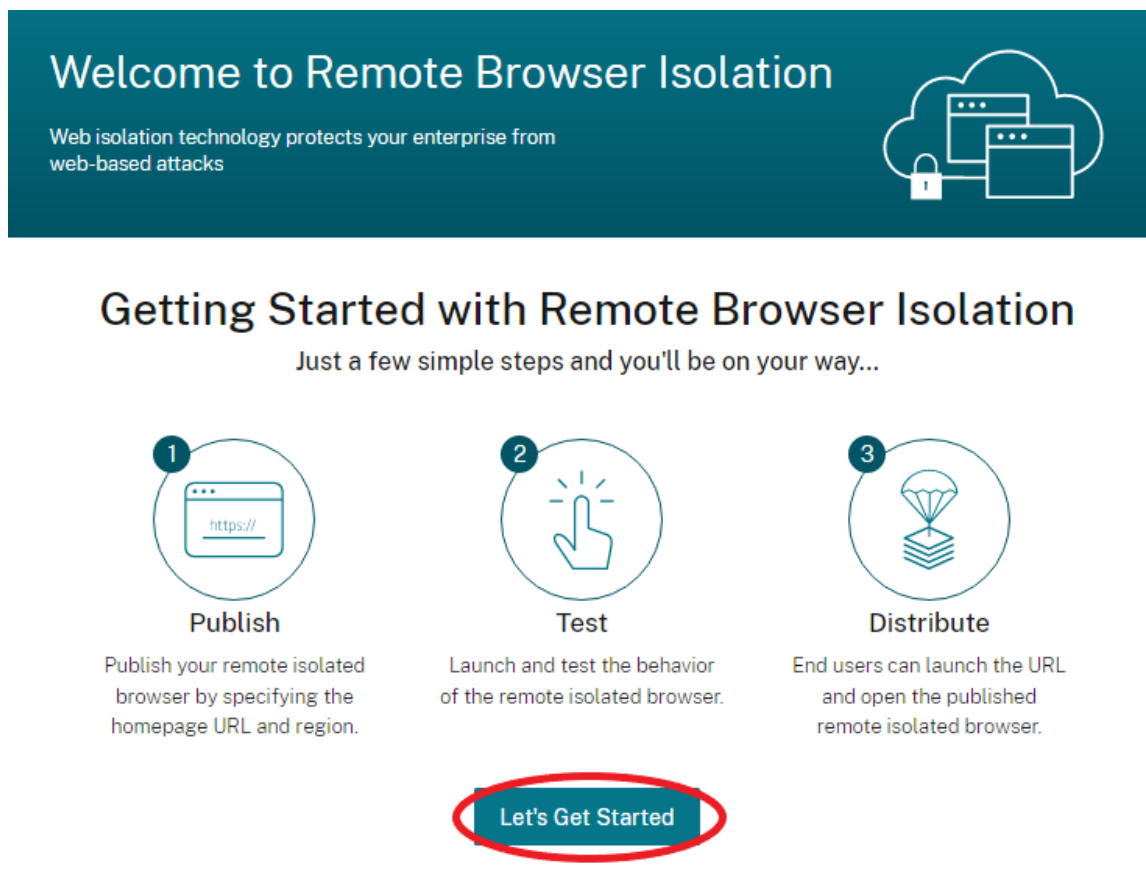 Welcome to Remote Browser Isolation
Web isolation technology protects your enterprise from
web-based attacks
Getting Started with Remote Browser Isolation
Just a few simple steps and you'll be on your way...
1
https://
Publish
Publish your remote isolated
browser by specifying the
homepage URL and region.
2
Test
Launch and test the behavior
of the remote isolated browser.
3
Distribute
End users can launch the URL
and open the published
remote isolated browser.
Let's Get Started